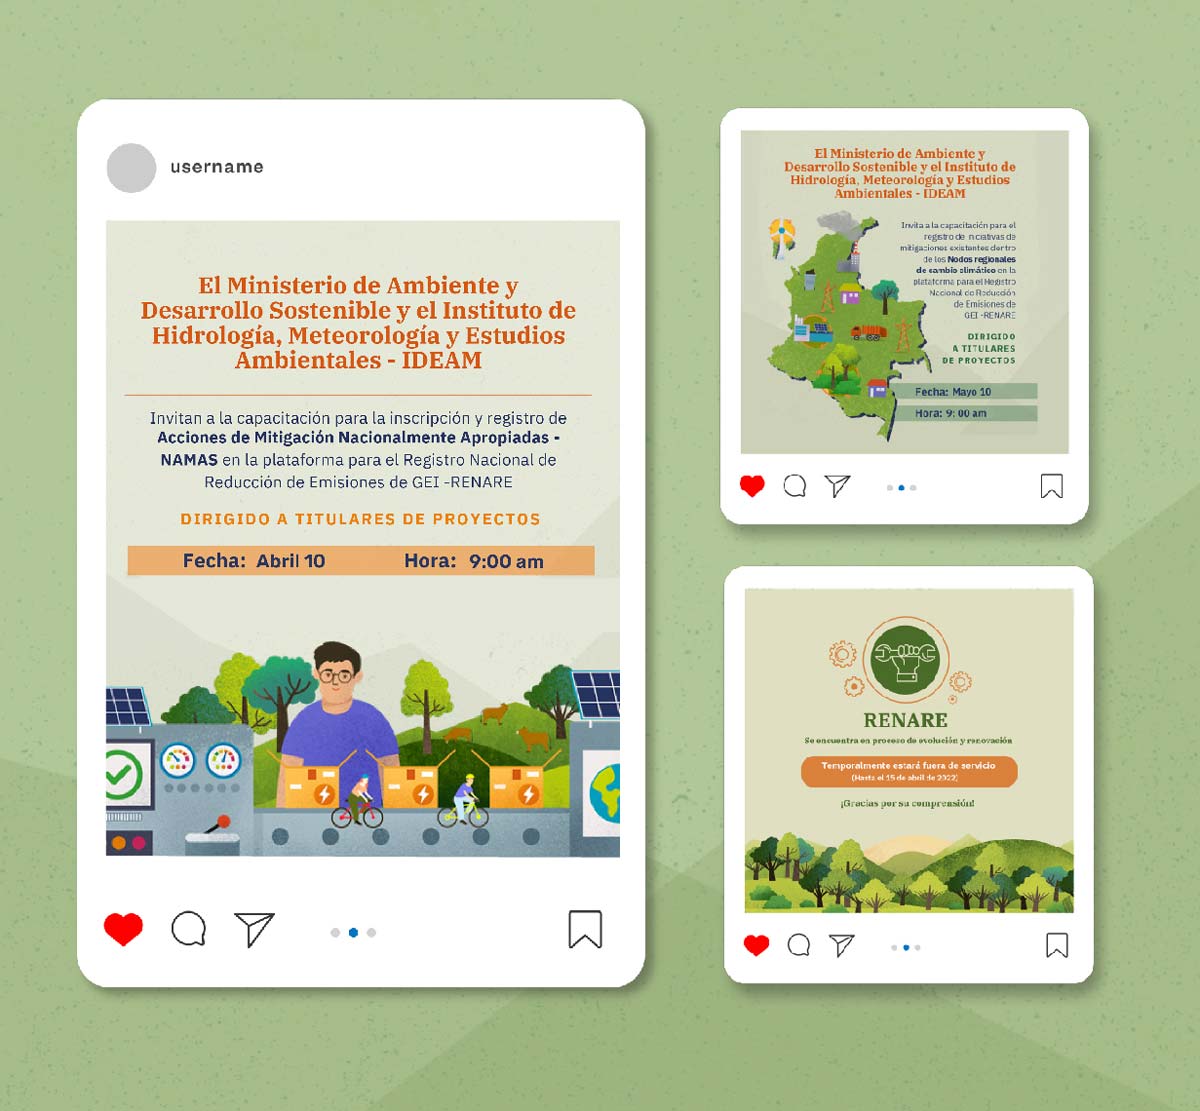 username
El Ministerio de Ambiente y
Desarrollo Sostenible y el Instituto de
Hidrología, Meteorología y Estudios
Ambientales - IDEAM
Invitan a la capacitación para la inscripción y registro de
Acciones de Mitigación Nacionalmente Apropiadas -
NAMAS en la plataforma para el Registro Nacional de
Reducción de Emisiones de GEI -RENARE
DIRIGIDO A TITULARES DE PROYECTOS
Fecha: Abril 10 Hora: 9:00 am
El Ministerio de Ambiente y
Desarrollo Sostenible y el Instituto de
Hidrología, Meteorología y Estudios
Ambientales - IDEAM
Invita a la capacitación para el
registro de iniciativas de
mitigaciones existentes dentro
de los Nodos regionales
de cambio climático en la
plataforma para el Registro
Nacional de Reducción
de Emisiones de
GEI -RENARE
DIRIGIDO
A TITULARES
DE PROYECTOS
Fecha: Mayo 10
Hora: 9: 00 am
RENARE
Se encuentra en proceso de evolución y renovación
Temporalmente estará fuera de servicio
(Hasta el 15 de abril de 2022)
¡Gracias por su comprensión!